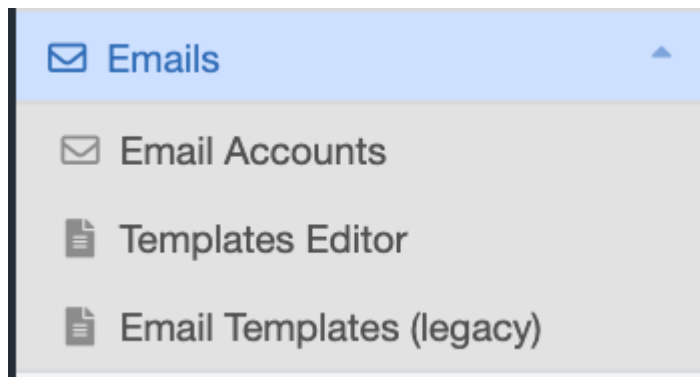 Emails
Email Accounts
Templates Editor
Email Templates (legacy)